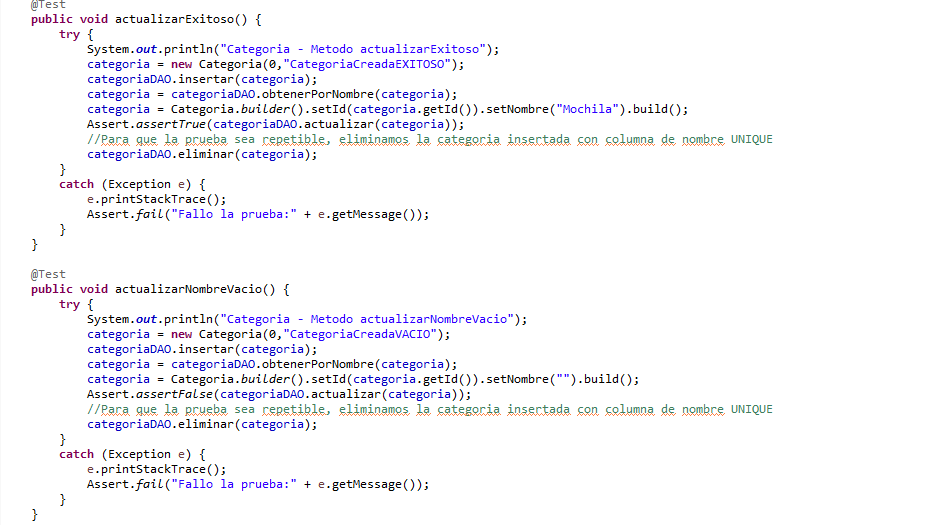 @Test
public void actualizarExitoso() {
try {
System.out.println("Categoria - Metodo actualizarExitoso");
categoria = new Categoria(0,"CategoriaCreadaEXITOSO");
categoriaDAO.insertar(categoria);
categoria = categoriaDAO.obtenerPorNombre(categoria);
categoria = Categoria.builder().setId(categoria.getId()).setNombre("Mochila").build();
Assert.assertTrue(categoriaDAO.actualizar(categoria));
//Para que la prueba sea repetible, eliminamos la categoria insertada con columna de nombre UNIQUE
categoriaDAO.eliminar(categoria);
}
catch (Exception e) {
e.printStackTrace();
Assert.fail("Fallo la prueba:" + e.getMessage());
}
}
@Test
public void actualizarNombreVacio() {
try {
System.out.println("Categoria - Metodo actualizarNombreVacio");
categoria = new Categoria(0,"CategoriaCreadaVACIO");
categoriaDAO.insertar(categoria);
categoria = categoriaDAO.obtenerPorNombre(categoria);
categoria = Categoria.builder().setId(categoria.getId()).setNombre("").build();
Assert.assertFalse(categoriaDAO.actualizar(categoria));
//Para que la prueba sea repetible, eliminamos la categoria insertada con columna de nombre UNIQUE
categoriaDAO.eliminar(categoria);
}
catch (Exception e) {
e.printStackTrace();
Assert.fail("Fallo la prueba:" + e.getMessage());
}
}